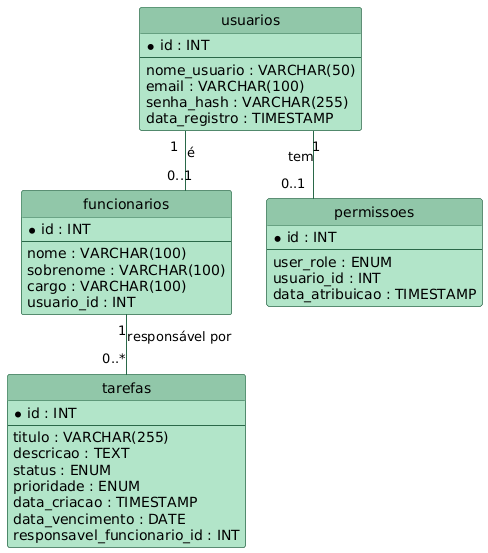 usuarios
id : INT
nome_usuario : VARCHAR(50)
email : VARCHAR(100)
senha_hash : VARCHAR(255)
data_registro : TIMESTAMP
1
é
0..1
1
tem
0..1
funcionarios
id : INT
nome : VARCHAR(100)
sobrenome : VARCHAR(100)
cargo : VARCHAR(100)
usuario_id : INT
permissoes
id : INT
user_role : ENUM
usuario_id : INT
data_atribuicao : TIMESTAMP
1
responsável por
0..*
tarefas
id : INT
titulo : VARCHAR(255)
descricao : TEXT
status : ENUM
prioridade : ENUM
data_criacao : TIMESTAMP
data_vencimento : DATE
responsavel_funcionario_id : INT